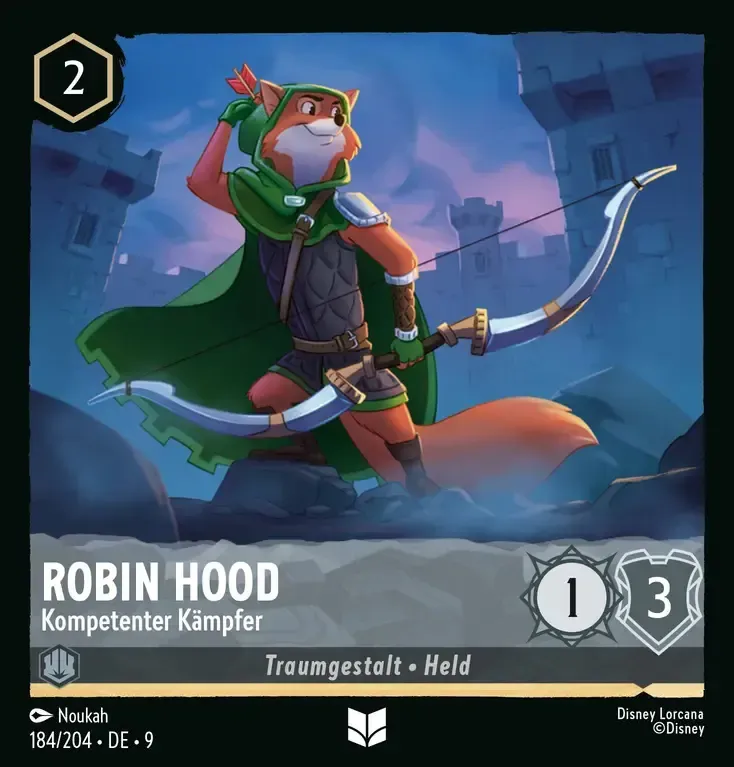 2
ROBIN HOOD
Kompetenter Kämpfer
1
3
Traumgestalt • Held
Noukah
184/204 • DE • 9
Disney Lorcana
©Disney